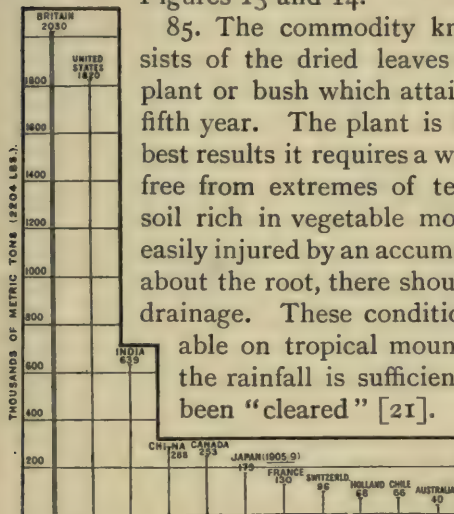 Figures 13 and 14.
BRITAIN
2030
UNITED
STATES
1820
85. The commodity kn
sists of the dried leaves
plant or bush which attai
fifth year. The plant is
best results it requires a w
free from extremes of te
soil rich in vegetable mo
easily injured by an accum
about the root, there shou
drainage. These conditio
able on tropical moun
the rainfall is sufficien
been "cleared" [21].
THOUSANDS OF METRIC TONS (2204 LBS.).
1800
1600
1400
1200
1000
800
600
400
200
INDIA
639
CHINA
288
CANADA
253
JAPAN (1905-9)
175
FRANCE
130
SWITZERLD.
96
HOLLAND
68
CHILE
66
AUSTRALIA
40